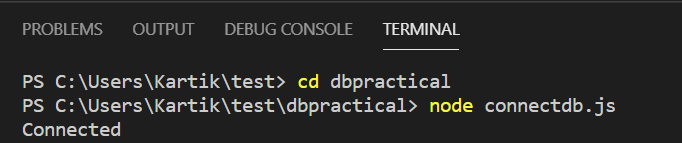 PROBLEMS OUTPUT DEBUG CONSOLE TERMINAL
PS C:\Users\Kartik\test> cd dbpractical
PS C:\Users\Kartik\test\dbpractical> node connectdb.js
Connected